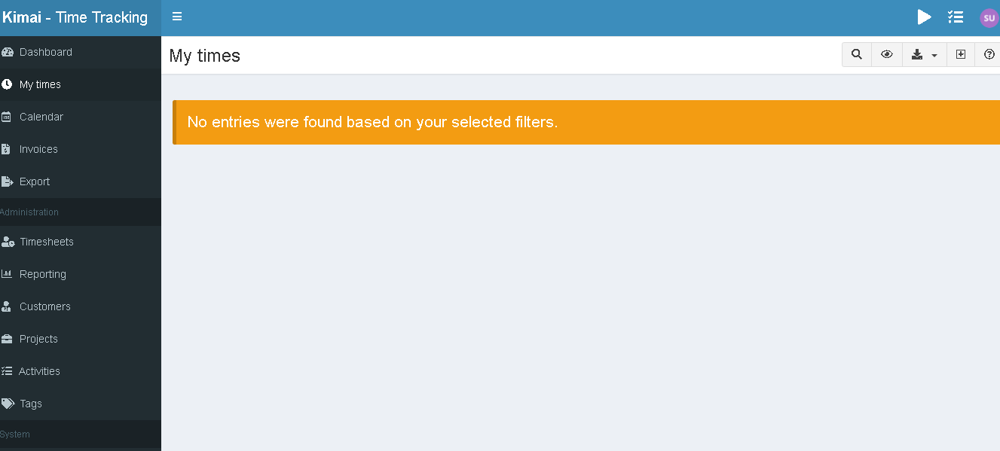 Kimai - Time Tracking
SU
Dashboard
My times
Calendar
Invoices
Export
Administration
Timesheets
Reporting
Customers
Projects
Activities
Tags
System
My times
No entries were found based on your selected filters.